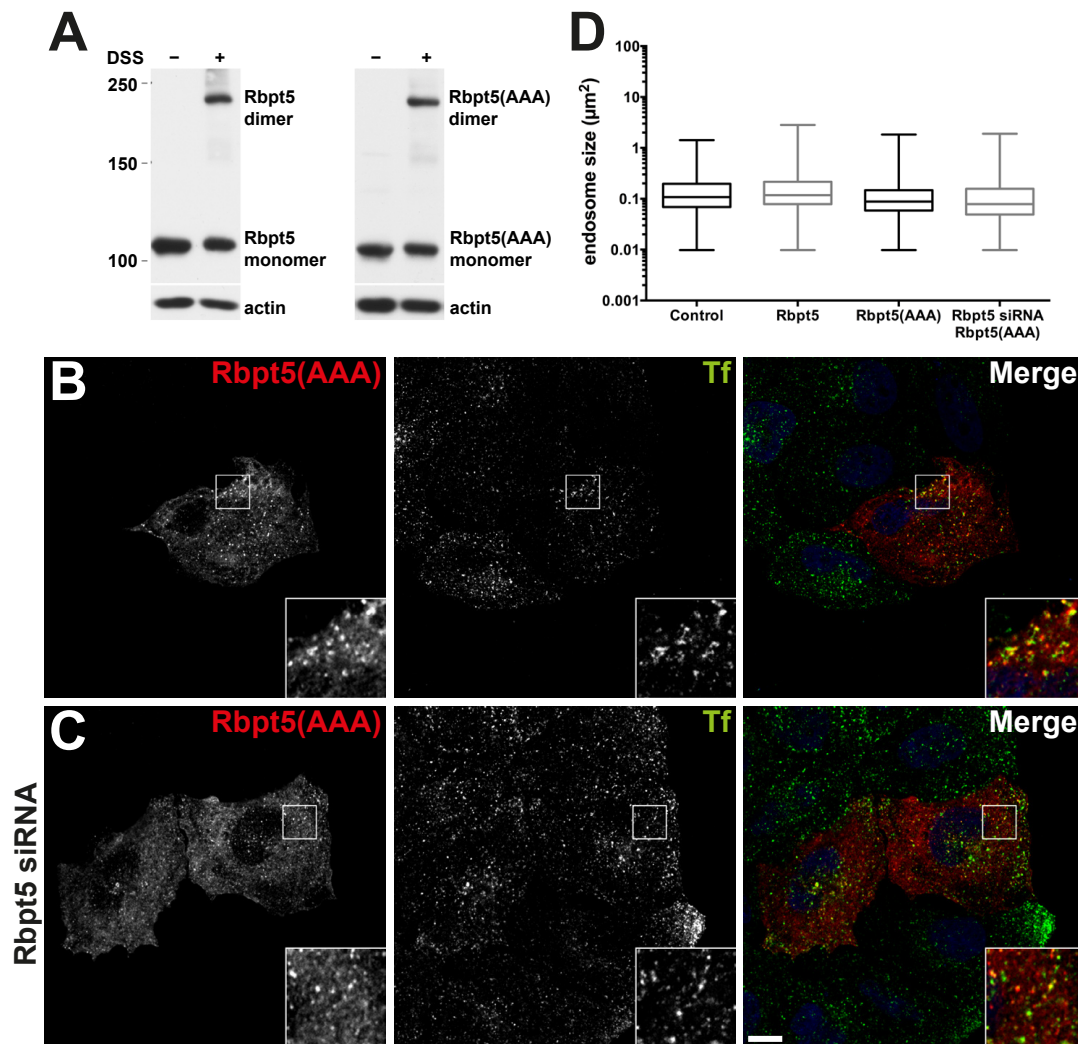 A
DSS
– +
– +
250
150
100
Rbpt5
dimer
Rbpt5
monomer
actin
Rbpt5(AAA)
dimer
Rbpt5(AAA)
monomer
actin
D
endosome size (µm²)
100
10
1
0.1
0.01
0.001
Control
Rbpt5
Rbpt5(AAA)
Rbpt5 siRNA
Rbpt5(AAA)
B
Rbpt5(AAA)
Tf
Merge
C
Rbpt5 siRNA
Rbpt5(AAA)
Tf
Merge